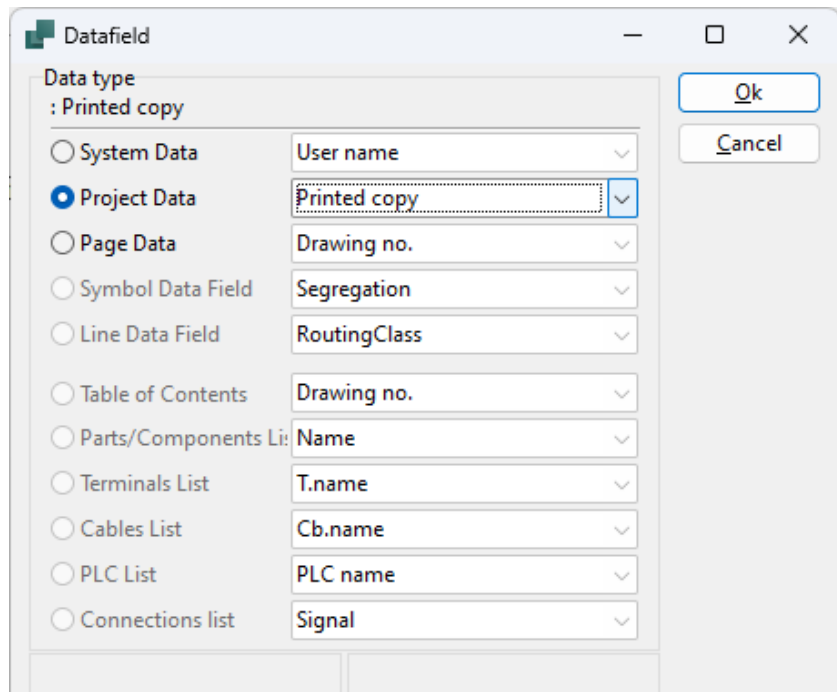 Datafield
Data type
: Printed copy
Ok
Cancel
System Data User name
Project Data Printed copy
Page Data Drawing no.
Symbol Data Field Segregation
Line Data Field RoutingClass
Table of Contents Drawing no.
Parts/Components Li Name
Terminals List T.name
Cables List Cb.name
PLC List PLC name
Connections list Signal